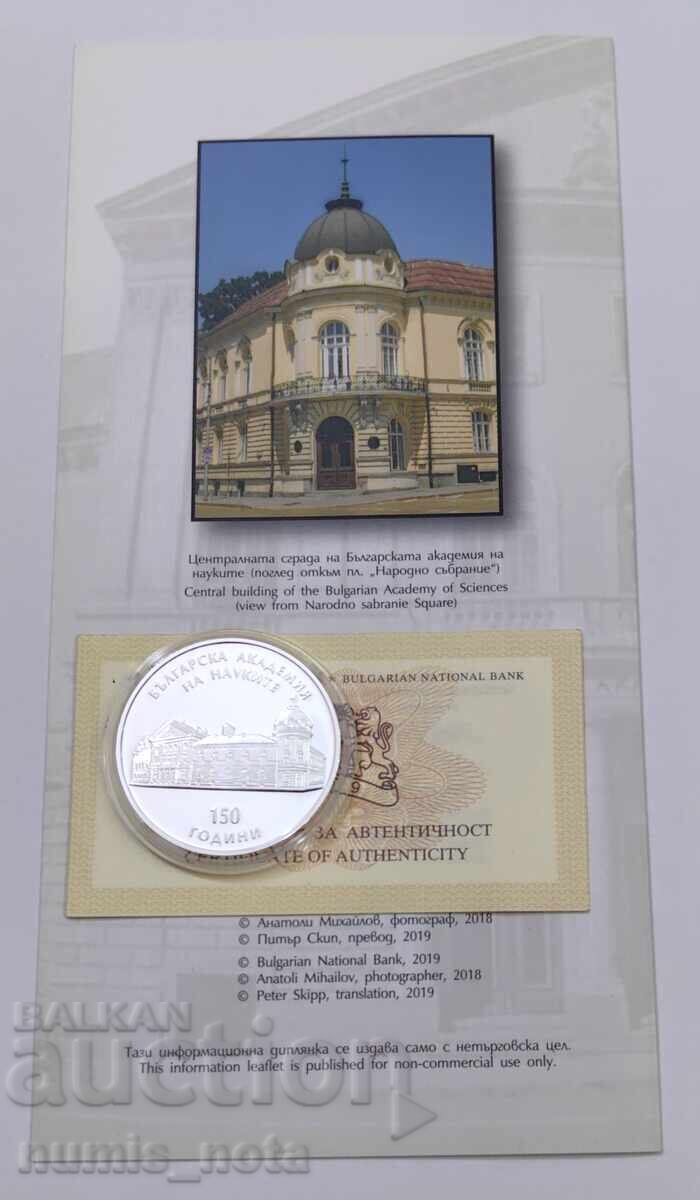 Централната сграда на Българската академия на
науките (поглед откъм пл. „Народно събрание“)
Central building of the Bulgarian Academy of Sciences
(view from Narodno sabranie Square)
БЪЛГАРСКА АКАДЕМИЯ
НА НАУКИТЕ
150
ГОДИНИ
BULGARIAN NATIONAL BANK
ЗА АВТЕНТИЧНОСТ
CERTIFICATE OF AUTHENTICITY
© Анатоли Михайлов, фотограф, 2018
© Питър Скип, превод, 2019
© Bulgarian National Bank, 2019
© Anatoli Mihailov, photographer, 2018
© Peter Skipp, translation, 2019
BALKAN
auction
Тази информационна диплянка се издава само с нетърговска цел.
This information leaflet is published for non-commercial use only.
numis_nota